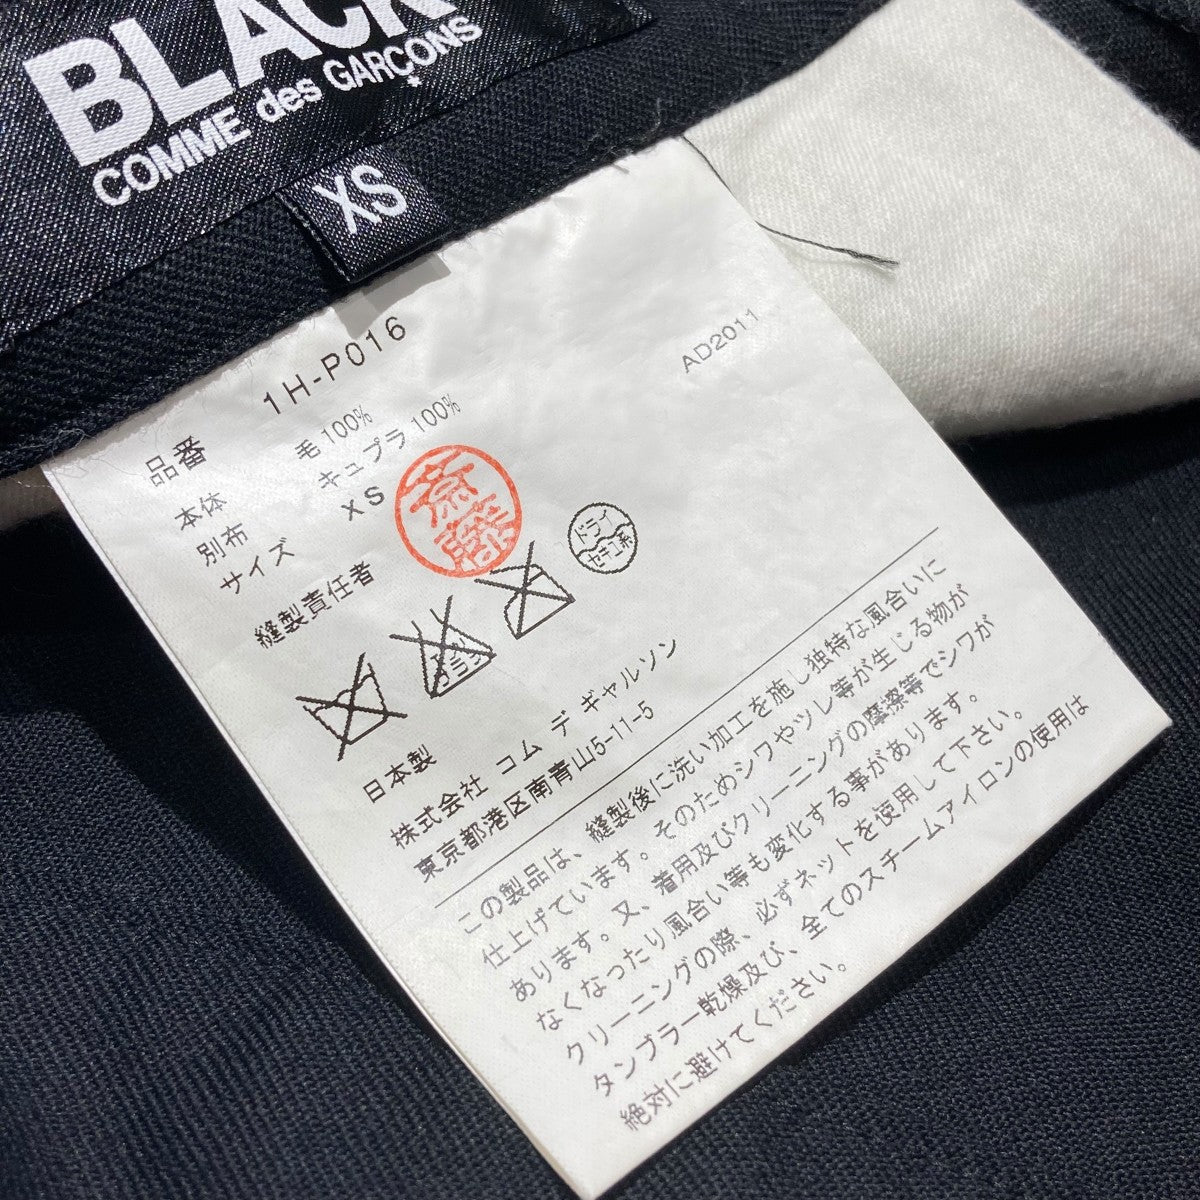 BLACK
COMME des GARÇONS
XS
品番 1H-P016
AD2011
本体 毛100%
別布 キュプラ100%
サイズ XS
縫製責任者
ドライ
セキユ系
日本製
株式会社 コム デ ギャルソン
東京都港区南青山5-11-5
この製品は、縫製後に洗い加工を施し独特な風合いに
仕上げています。そのためシワやツレ等が生じる物が
あります。又、着用及びクリーニングの摩擦等でシワが
なくなったり風合い等も変化する事があります。
クリーニングの際、必ずネットを使用して下さい。
タンブラー乾燥及び、全てのスチームアイロンの使用は
絶対に避けてください。